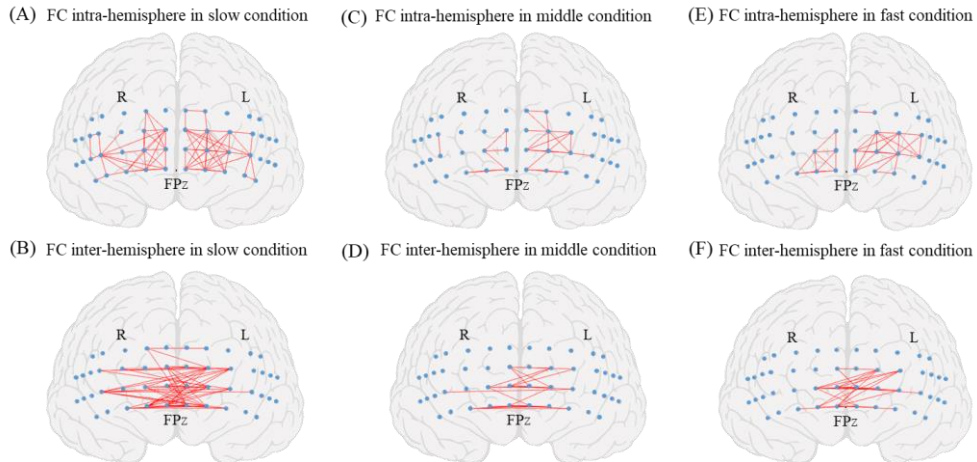 (A) FC intra-hemisphere in slow condition
R L
FPz
(C) FC intra-hemisphere in middle condition
R L
FPz
(E) FC intra-hemisphere in fast condition
R L
FPz
(B) FC inter-hemisphere in slow condition
R L
FPz
(D) FC inter-hemisphere in middle condition
R L
FPz
(F) FC inter-hemisphere in fast condition
R L
FPz